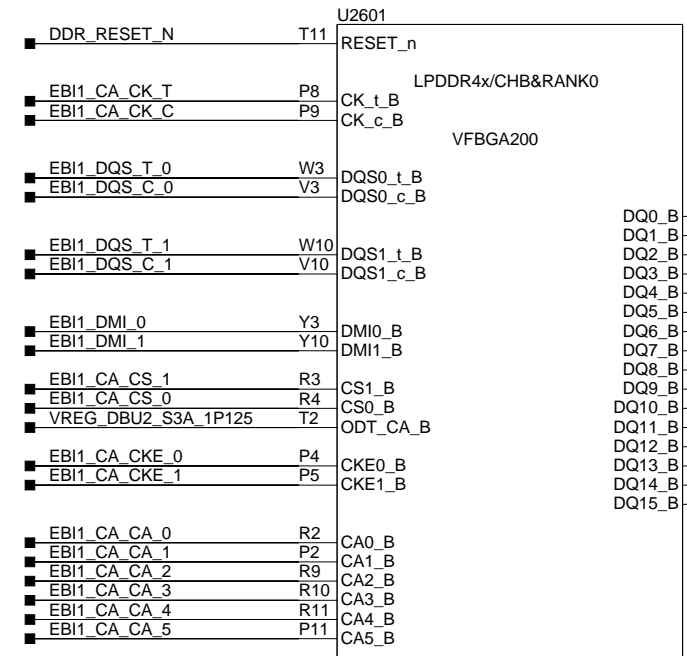 U2601
DDR_RESET_N T11 RESET_n
LPDDR4x/CHB&RANK0
EBI1_CA_CK_T P8 CK_t_B
EBI1_CA_CK_C P9 CK_c_B
VFBGA200
EBI1_DQS_T_0 W3 DQS0_t_B
EBI1_DQS_C_0 V3 DQS0_c_B
DQ0_B
DQ1_B
EBI1_DQS_T_1 W10 DQS1_t_B DQ2_B
EBI1_DQS_C_1 V10 DQS1_c_B DQ3_B
DQ4_B
DQ5_B
EBI1_DMI_0 Y3 DMI0_B DQ6_B
EBI1_DMI_1 Y10 DMI1_B DQ7_B
DQ8_B
EBI1_CA_CS_1 R3 CS1_B DQ9_B
EBI1_CA_CS_0 R4 CS0_B DQ10_B
VREG_DBU2_S3A_1P125 T2 ODT_CA_B DQ11_B
DQ12_B
EBI1_CA_CKE_0 P4 CKE0_B DQ13_B
EBI1_CA_CKE_1 P5 CKE1_B DQ14_B
DQ15_B
EBI1_CA_CA_0 R2 CA0_B
EBI1_CA_CA_1 P2 CA1_B
EBI1_CA_CA_2 R9 CA2_B
EBI1_CA_CA_3 R10 CA3_B
EBI1_CA_CA_4 R11 CA4_B
EBI1_CA_CA_5 P11 CA5_B